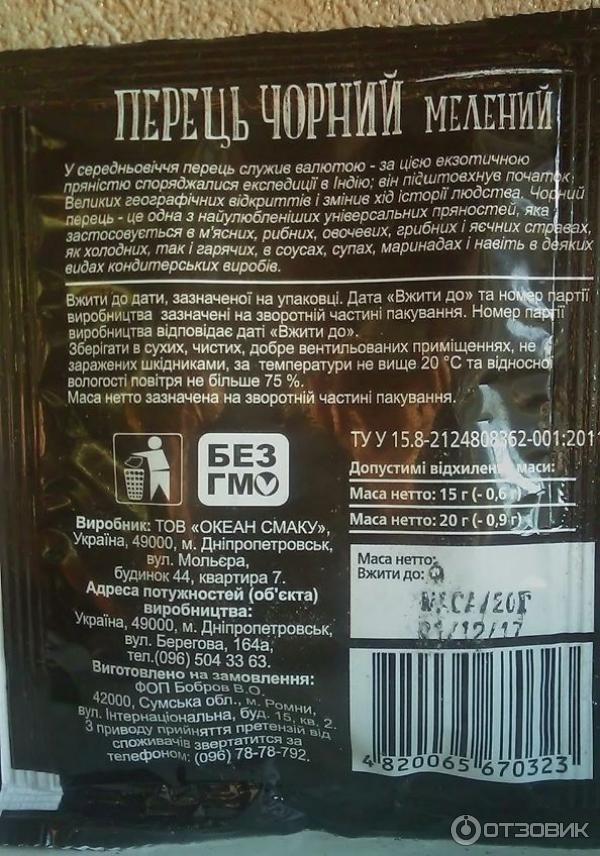 ПЕРЕЦЬ ЧОРНИЙ МЕЛЕНИЙ
У середньовіччя перець служив валютою - за цією екзотичною
пряністю споряджалися експедиції в Індію; він підштовхнув початок
Великих географічних відкриттів і змінив хід історії людства. Чорний
перець - це одна з найулюбленіших універсальних пряностей, яка
застосовується в м'ясних, рибних, овочевих, грибних і яєчних стравах,
як холодних, так і гарячих, в соусах, супах, маринадах і навіть в деяких
видах кондитерських виробів.
Вжити до дати, зазначеної на упаковці. Дата «Вжити до» та номер партії
виробництва зазначені на зворотній частині пакування. Номер партії
виробництва відповідає даті «Вжити до».
Зберігати в сухих, чистих, добре вентильованих приміщеннях, не
заражених шкідниками, за температури не вище 20 °С та відносної
вологості повітря не більше 75 %.
Маса нетто зазначена на зворотній частині пакування.
БЕЗ
ГМО
Виробник: ТОВ «ОКЕАН СМАКУ»,
Україна, 49000, м. Дніпропетровськ,
вул. Мольєра,
будинок 44, квартира 7.
Адреса потужностей (об'єкта)
виробництва:
Україна, 49000, м. Дніпропетровськ,
вул. Берегова, 164а,
тел.(096) 504 33 63.
Виготовлено на замовлення:
ФОП Бобров В.О.
42000, Сумська обл., м. Ромни,
вул. Інтернаціональна, буд. 15, кв. 2.
З приводу прийняття претензій від
споживачів звертатится за
телефоном: (096) 78-78-792.
ТУ У 15.8-2124808362-001:2011
Допустимі відхилення маси:
Маса нетто: 15 г (- 0,6 г)
Маса нетто: 20 г (- 0,9 г)
Маса нетто:
Вжити до:
МАСА/20Г
01/12/17
4 820065 670323
ОТЗОВИК